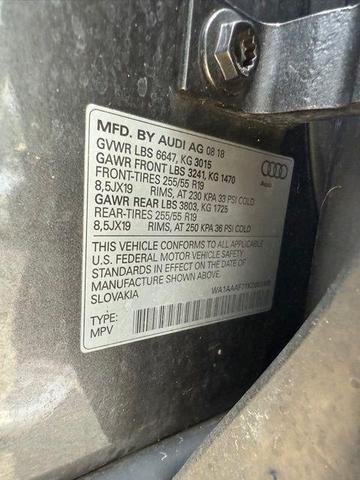 MFD. BY AUDI AG 08 18
GVWR LBS 6647, KG 3015
GAWR FRONT LBS 3241, KG 1470
FRONT-TIRES 255/55 R19
8,5JX19 RIMS, AT 230 KPA 33 PSI COLD
GAWR REAR LBS 3803, KG 1725
REAR-TIRES 255/55 R19
8,5JX19 RIMS, AT 250 KPA 36 PSI COLD
Audi
THIS VEHICLE CONFORMS TO ALL APPLICABLE
U.S. FEDERAL MOTOR VEHICLE SAFETY
STANDARDS IN EFFECT ON THE DATE OF
MANUFACTURE SHOWN ABOVE.
SLOVAKIA
TYPE:
MPV